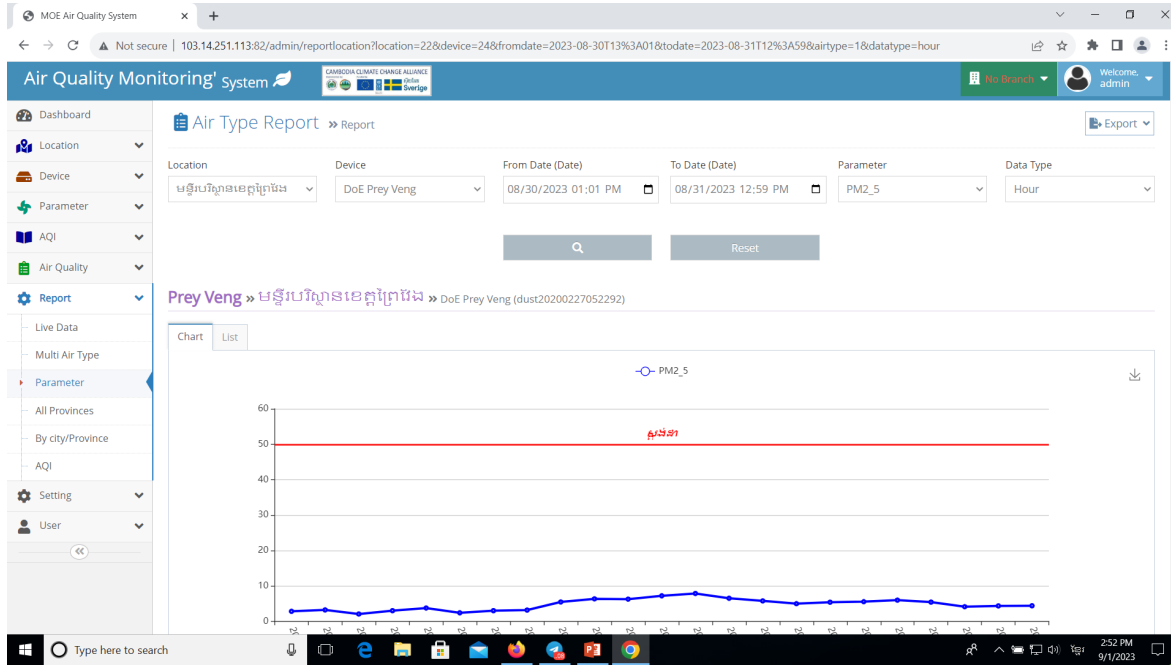 MOE Air Quality System
Not secure | 103.14.251.113:82/admin/reportlocation?location=22&device=24&fromdate=2023-08-30T13%3A01&todate=2023-08-31T12%3A59&airtype=1&datatype=hour
Air Quality Monitoring' System
CAMBODIA CLIMATE CHANGE ALLIANCE
Sverige
No Branch
Welcome,
admin
Dashboard
Location
Device
Parameter
AQI
Air Quality
Report
Live Data
Multi Air Type
Parameter
All Provinces
By city/Province
AQI
Setting
User
Air Type Report » Report
Export
Location
Device
From Date (Date)
To Date (Date)
Parameter
Data Type
មន្ទីរបរិស្ថានខេត្តព្រៃវែង
DoE Prey Veng
08/30/2023 01:01 PM
08/31/2023 12:59 PM
PM2_5
Hour
Reset
Prey Veng » មន្ទីរបរិស្ថានខេត្តព្រៃវែង » DoE Prey Veng (dust20200227052292)
Chart
List
PM2_5
60
ស្តង់ដា
50
40
30
20
10
0
Type here to search
2:52 PM
9/1/2023